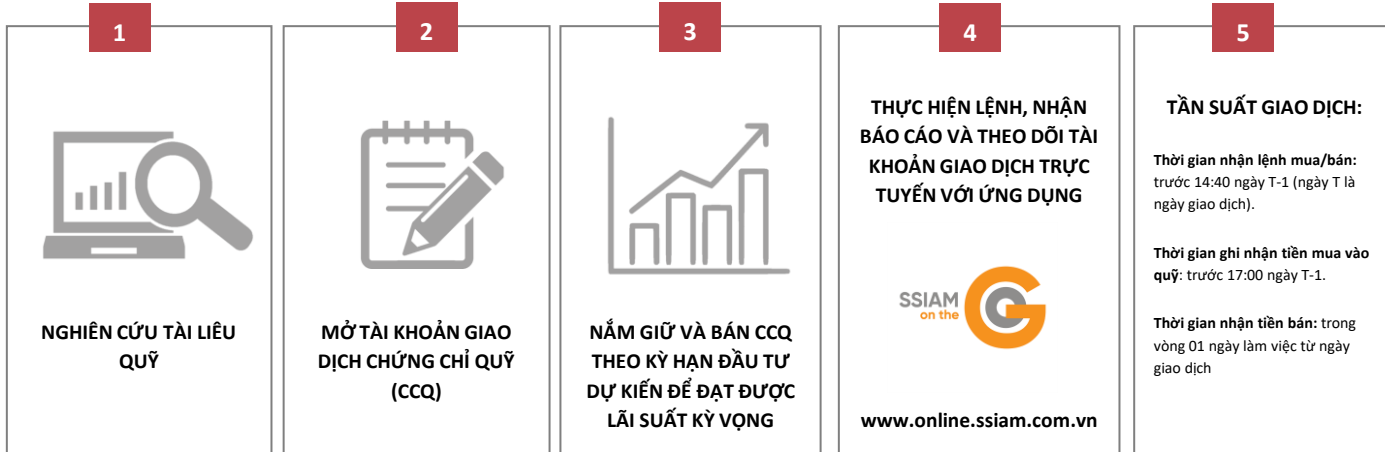 1
NGHIÊN CỨU TÀI LIÊU
QUỸ
2
MỞ TÀI KHOẢN GIAO
DỊCH CHỨNG CHỈ QUỸ
(CCQ)
3
NẮM GIỮ VÀ BÁN CCQ
THEO KỲ HẠN ĐẦU TƯ
DỰ KIẾN ĐỂ ĐẠT ĐƯỢC
LÃI SUẤT KỲ VỌNG
4
THỰC HIỆN LỆNH, NHẬN
BÁO CÁO VÀ THEO DÕI TÀI
KHOẢN GIAO DỊCH TRỰC
TUYẾN VỚI ỨNG DỤNG
SSIAM
on the
GO
www.online.ssiam.com.vn
5
TẦN SUẤT GIAO DỊCH:
Thời gian nhận lệnh mua/bán:
trước 14:40 ngày T-1 (ngày T là
ngày giao dịch).
Thời gian ghi nhận tiền mua vào
quỹ: trước 17:00 ngày T-1.
Thời gian nhận tiền bán: trong
vòng 01 ngày làm việc từ ngày
giao dịch